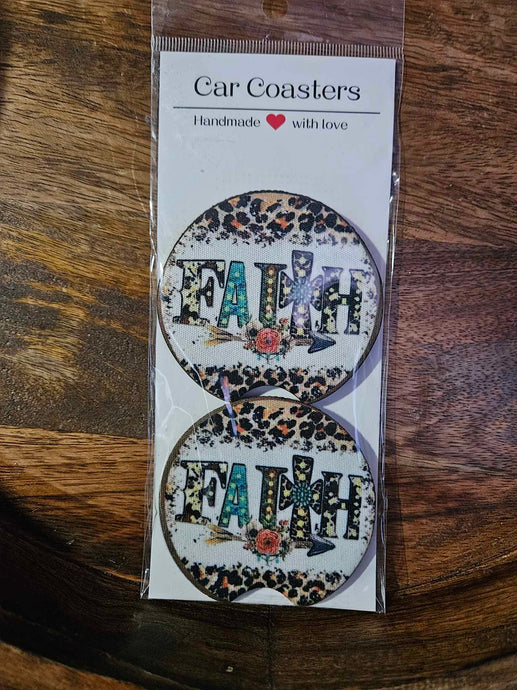 Car Coasters
Handmade ❤ with love
FAITH
FAITH